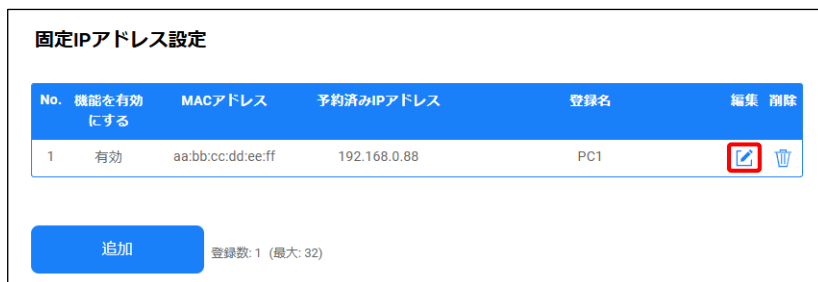 固定IPアドレス設定
No. 機能を有効にする MACアドレス 予約済みIPアドレス 登録名 編集 削除
1 有効 aa:bb:cc:dd:ee:ff 192.168.0.88 PC1
追加 登録数: 1 (最大: 32)